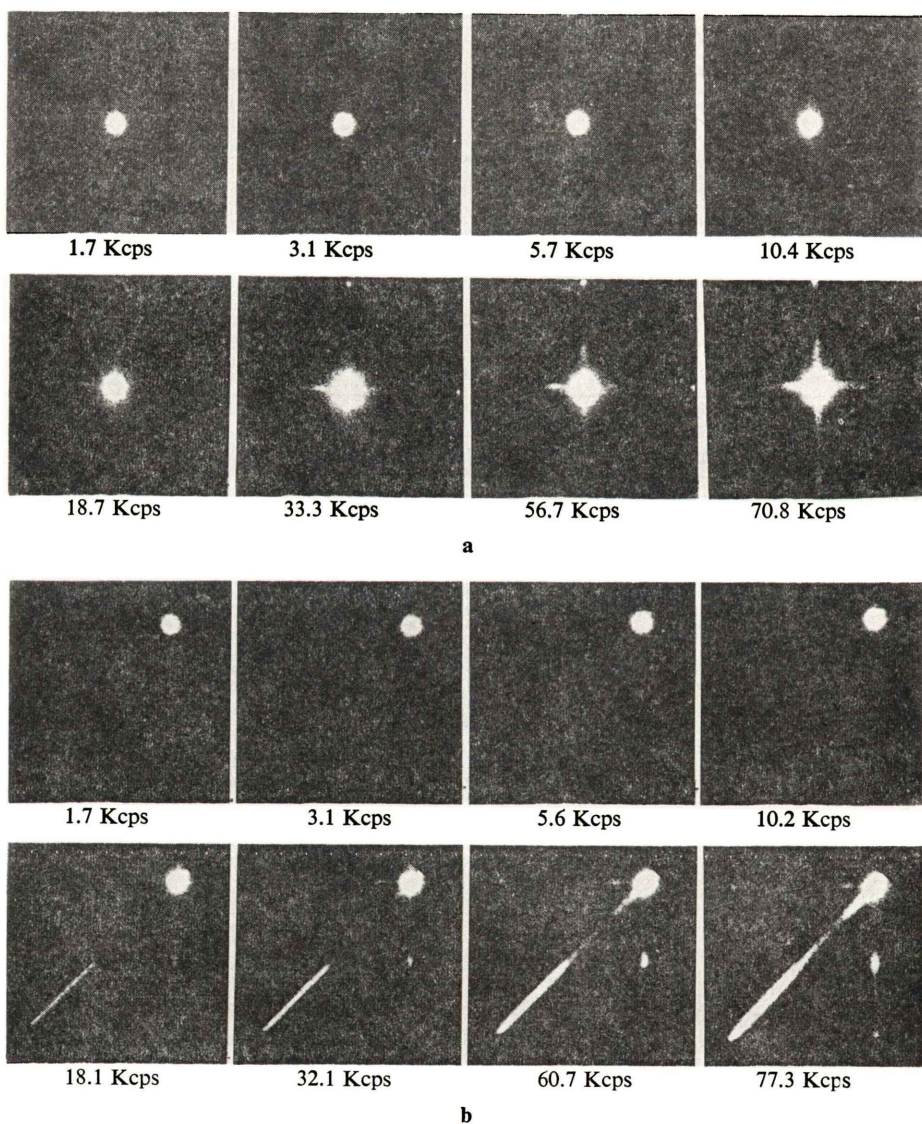 1.7 Kcps 3.1 Kcps 5.7 Kcps 10.4 Kcps
18.7 Kcps 33.3 Kcps 56.7 Kcps 70.8 Kcps
a
1.7 Kcps 3.1 Kcps 5.6 Kcps 10.2 Kcps
18.1 Kcps 32.1 Kcps 60.7 Kcps 77.3 Kcps
b